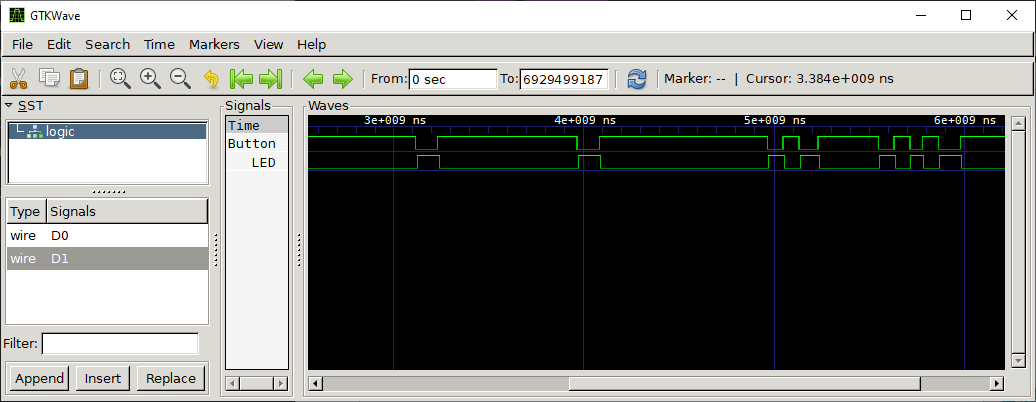 GTKWave
File Edit Search Time Markers View Help
From: 0 sec To: 6929499187 Marker: -- | Cursor: 3.384e+009 ns
SST
logic
Type Signals
wire D0
wire D1
Filter:
Append Insert Replace
Signals
Time
Button
LED
Waves
3e+009 ns 4e+009 ns 5e+009 ns 6e+009 ns